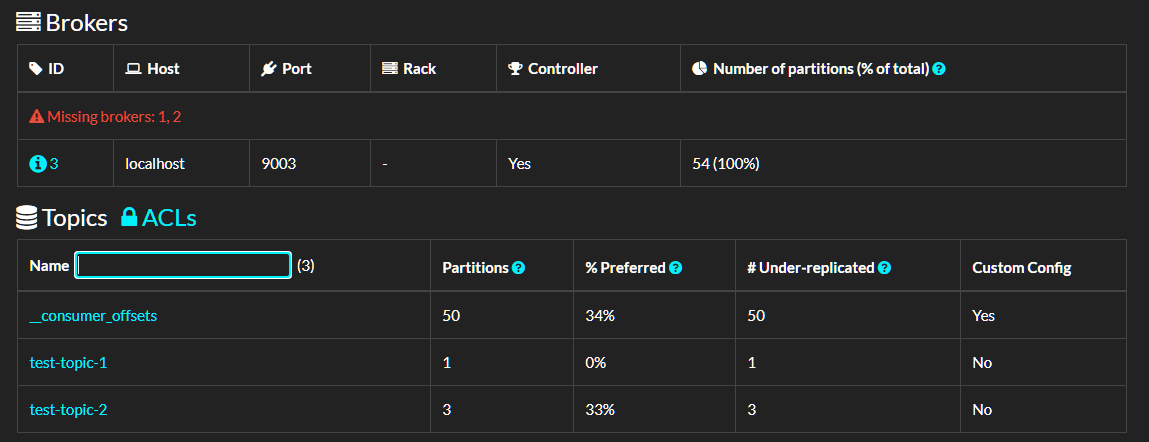 Brokers
ID Host Port Rack Controller Number of partitions (% of total) ?
Missing brokers: 1, 2
3 localhost 9003 - Yes 54 (100%)
Topics ACLs
Name (3) Partitions ? % Preferred ? # Under-replicated ? Custom Config
__consumer_offsets 50 34% 50 Yes
test-topic-1 1 0% 1 No
test-topic-2 3 33% 3 No